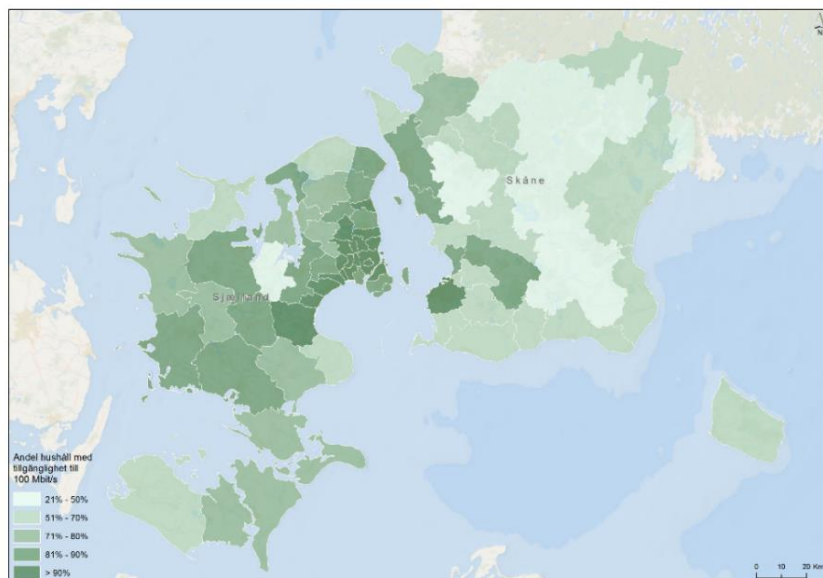 N
Skåne
Sjælland
Andel hushåll med
tillgänglighet till
100 Mbit/s
21% - 50%
51% - 70%
71% - 80%
81% - 90%
> 90%
0 10 20 Km